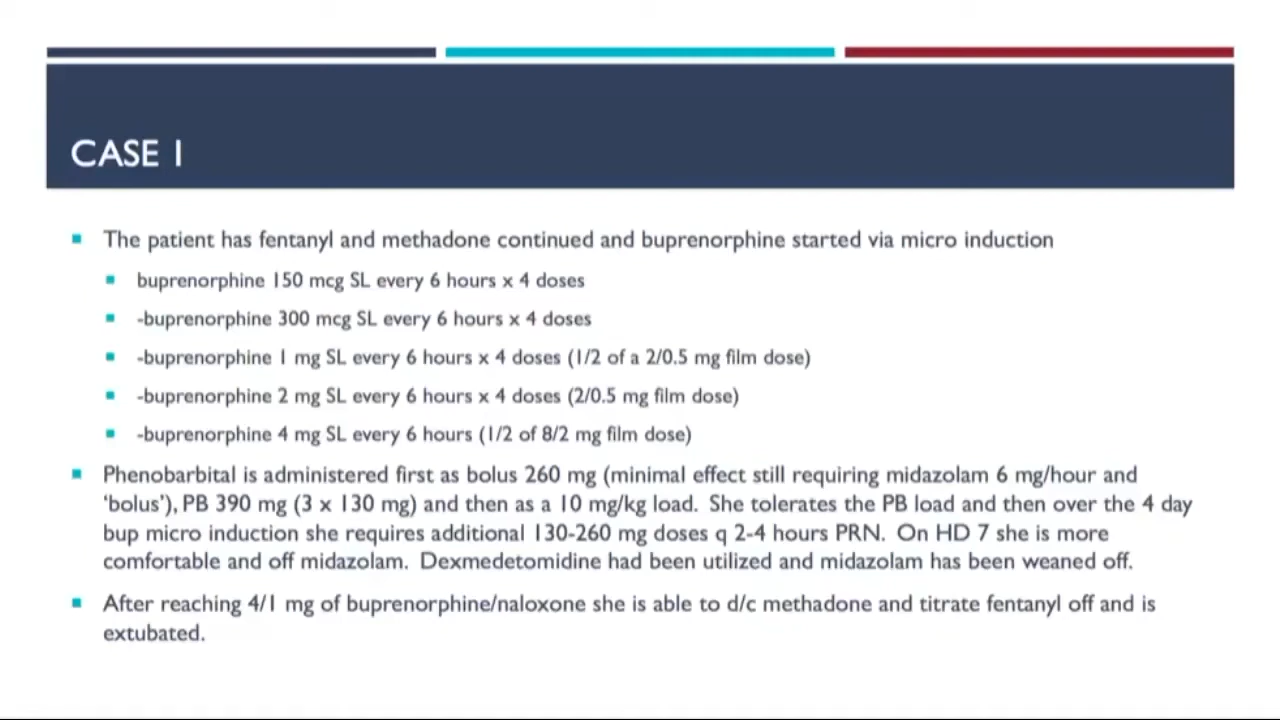 CASE 1
The patient has fentanyl and methadone continued and buprenorphine started via micro induction
buprenorphine 150 mcg SL every 6 hours x 4 doses
-buprenorphine 300 mcg SL every 6 hours x 4 doses
-buprenorphine 1 mg SL every 6 hours x 4 doses (1/2 of a 2/0.5 mg film dose)
-buprenorphine 2 mg SL every 6 hours x 4 doses (2/0.5 mg film dose)
-buprenorphine 4 mg SL every 6 hours (1/2 of 8/2 mg film dose)
Phenobarbital is administered first as bolus 260 mg (minimal effect still requiring midazolam 6 mg/hour and
‘bolus’), PB 390 mg (3 x 130 mg) and then as a 10 mg/kg load.  She tolerates the PB load and then over the 4 day
bup micro induction she requires additional 130-260 mg doses q 2-4 hours PRN.  On HD 7 she is more
comfortable and off midazolam.  Dexmedetomidine had been utilized and midazolam has been weaned off.
After reaching 4/1 mg of buprenorphine/naloxone she is able to d/c methadone and titrate fentanyl off and is
extubated.